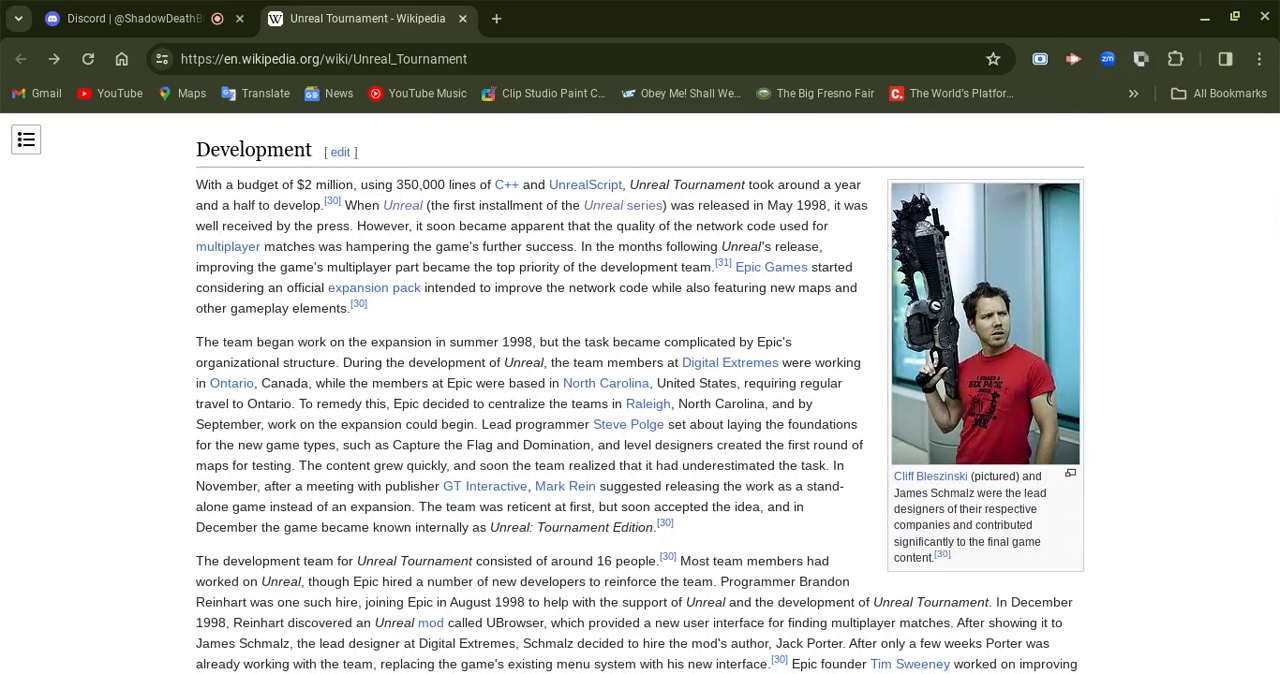 Discord | @ShadowDeathB
Unreal Tournament - Wikipedia
https://en.wikipedia.org/wiki/Unreal_Tournament
Gmail
YouTube
Maps
Translate
News
YouTube Music
Clip Studio Paint C...
Obey Me! Shall We...
The Big Fresno Fair
The World's Platfor...
All Bookmarks
Development [ edit ]
With a budget of $2 million, using 350,000 lines of C++ and UnrealScript, Unreal Tournament took around a year
and a half to develop.[30] When Unreal (the first installment of the Unreal series) was released in May 1998, it was
well received by the press. However, it soon became apparent that the quality of the network code used for
multiplayer matches was hampering the game's further success. In the months following Unreal's release,
improving the game's multiplayer part became the top priority of the development team.[31] Epic Games started
considering an official expansion pack intended to improve the network code while also featuring new maps and
other gameplay elements.[30]
The team began work on the expansion in summer 1998, but the task became complicated by Epic's
organizational structure. During the development of Unreal, the team members at Digital Extremes were working
in Ontario, Canada, while the members at Epic were based in North Carolina, United States, requiring regular
travel to Ontario. To remedy this, Epic decided to centralize the teams in Raleigh, North Carolina, and by
September, work on the expansion could begin. Lead programmer Steve Polge set about laying the foundations
for the new game types, such as Capture the Flag and Domination, and level designers created the first round of
maps for testing. The content grew quickly, and soon the team realized that it had underestimated the task. In
November, after a meeting with publisher GT Interactive, Mark Rein suggested releasing the work as a stand-
alone game instead of an expansion. The team was reticent at first, but soon accepted the idea, and in
December the game became known internally as Unreal: Tournament Edition.[30]
SIX PACK
Cliff Bleszinski (pictured) and
James Schmalz were the lead
designers of their respective
companies and contributed
significantly to the final game
content.[30]
The development team for Unreal Tournament consisted of around 16 people.[30] Most team members had
worked on Unreal, though Epic hired a number of new developers to reinforce the team. Programmer Brandon
Reinhart was one such hire, joining Epic in August 1998 to help with the support of Unreal and the development of Unreal Tournament. In December
1998, Reinhart discovered an Unreal mod called UBrowser, which provided a new user interface for finding multiplayer matches. After showing it to
James Schmalz, the lead designer at Digital Extremes, Schmalz decided to hire the mod's author, Jack Porter. After only a few weeks Porter was
already working with the team, replacing the game's existing menu system with his new interface.[30] Epic founder Tim Sweeney worked on improving